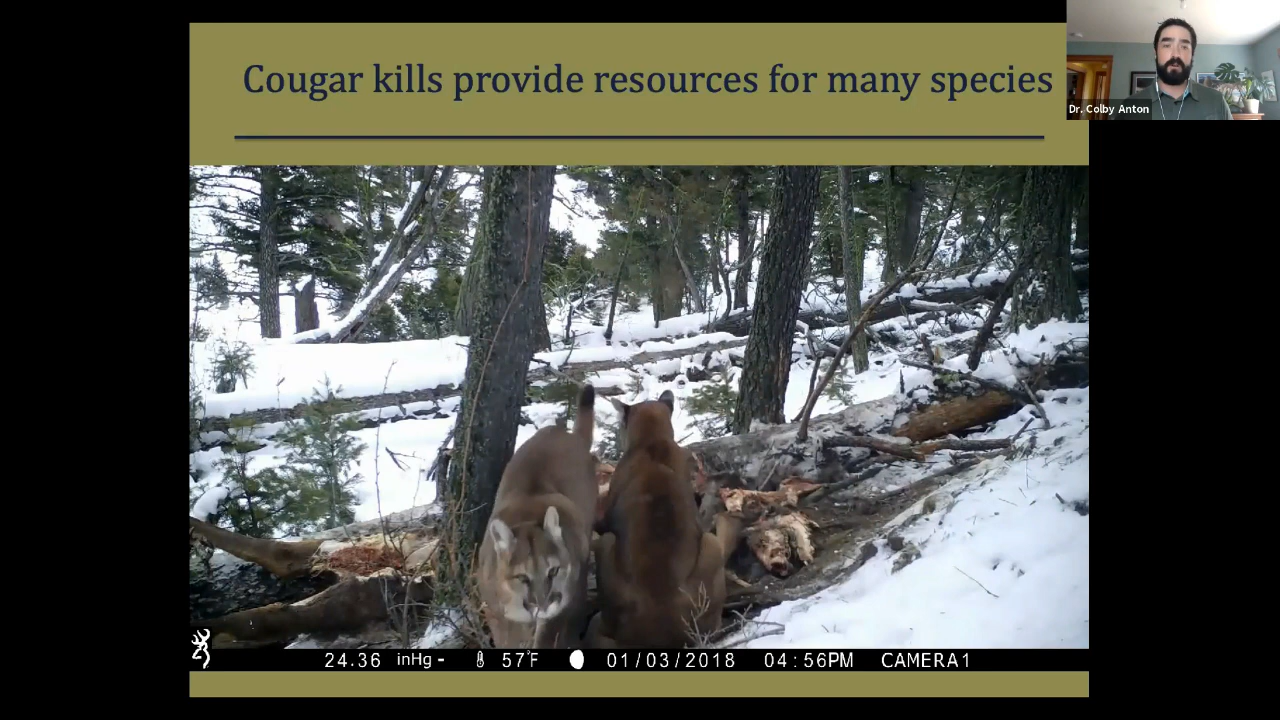 Cougar kills provide resources for many species
Dr. Colby Anton
24.36 inHg - 57°F 01/03/2018 04:56PM CAMERA1